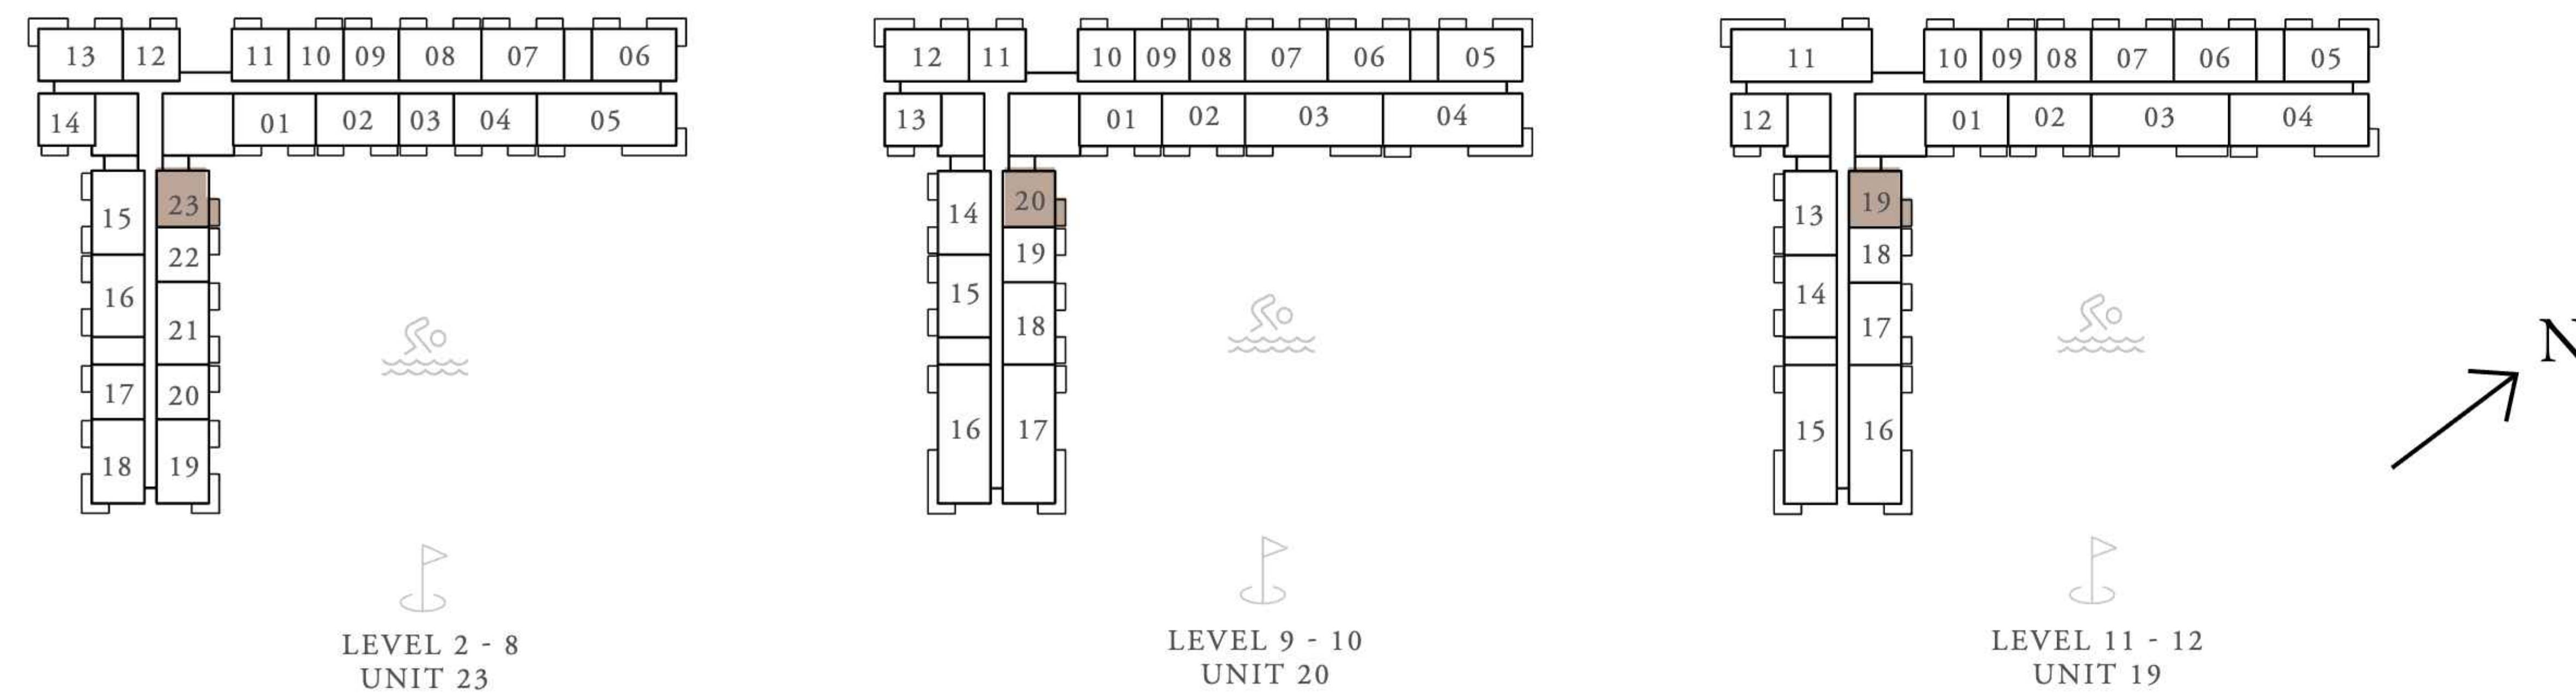 13 12 11 10 09 08 07 06
14 01 02 03 04 05
15 23
22
16
21
17 20
18 19
LEVEL 2 - 8
UNIT 23
12 11 10 09 08 07 06 05
13 01 02 03 04
14 20
19
15
18
16 17
LEVEL 9 - 10
UNIT 20
11 10 09 08 07 06 05
12 01 02 03 04
13 19
18
14
17
15 16
LEVEL 11 - 12
UNIT 19
N